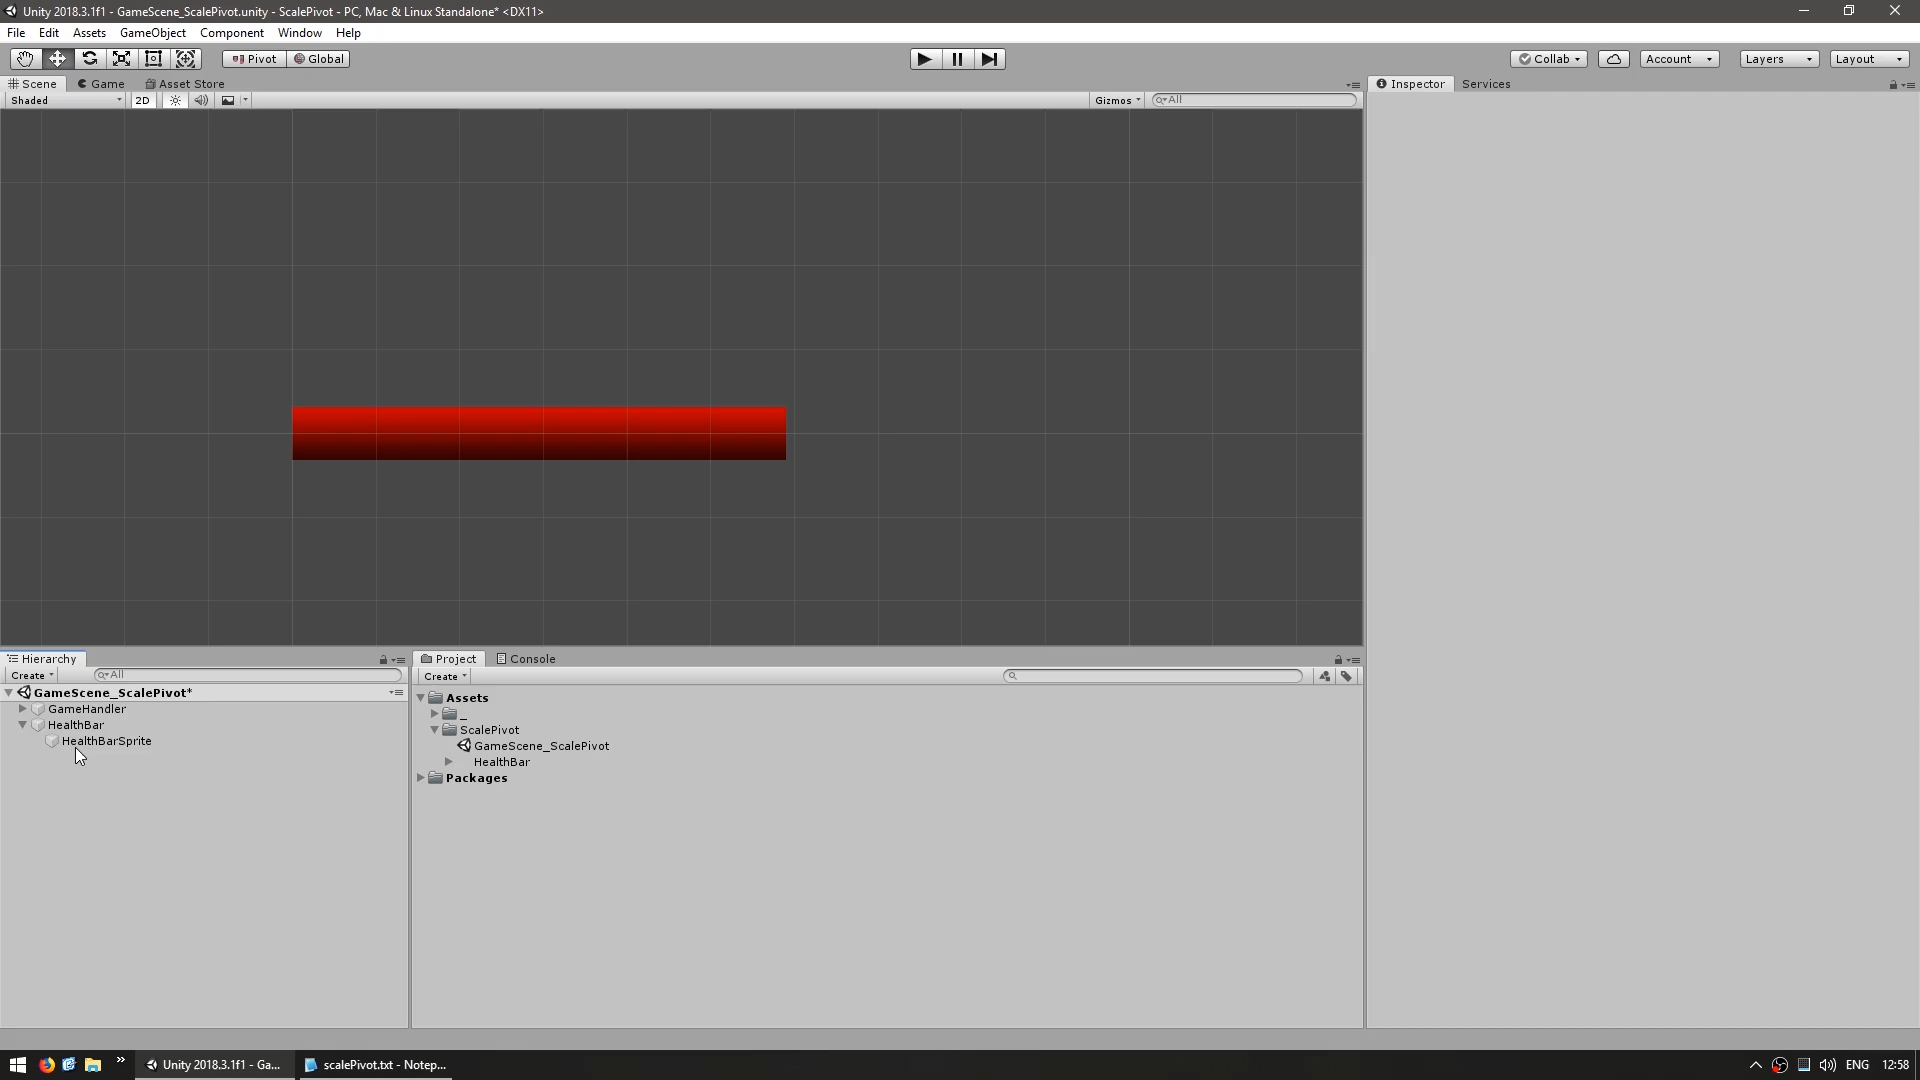 Unity 2018.3.1f1 - GameScene_ScalePivot.unity - ScalePivot - PC, Mac & Linux Standalone* <DX11>
File Edit Assets GameObject Component Window Help
Pivot Global Collab Account Layers Layout
Scene Game Asset Store Inspector Services
Shaded 2D Gizmos All
Hierarchy Project Console
Create All Create
GameScene_ScalePivot* Assets
GameHandler _
HealthBar ScalePivot
HealthBarSprite GameScene_ScalePivot
HealthBar
Packages
Unity 2018.3.1f1 - Ga... scalePivot.txt - Notep... ENG 12:58